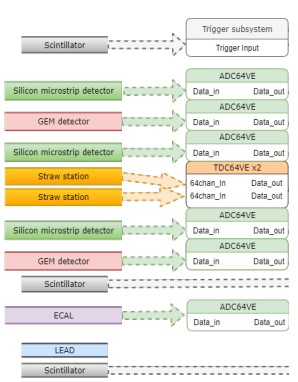 Trigger subsystem
Scintillator
Trigger Input
ADC64VE
Silicon microstrip detector
Data_in Data_out
ADC64VE
GEM detector
Data_in Data_out
ADC64VE
Silicon microstrip detector
Data_in Data_out
TDC64VE x2
Straw station
64chan_In Data_out
Straw station
64chan_In Data_out
ADC64VE
Silicon microstrip detector
Data_in Data_out
ADC64VE
GEM detector
Data_in Data_out
Scintillator
ADC64VE
ECAL
Data_in Data_out
LEAD
Scintillator